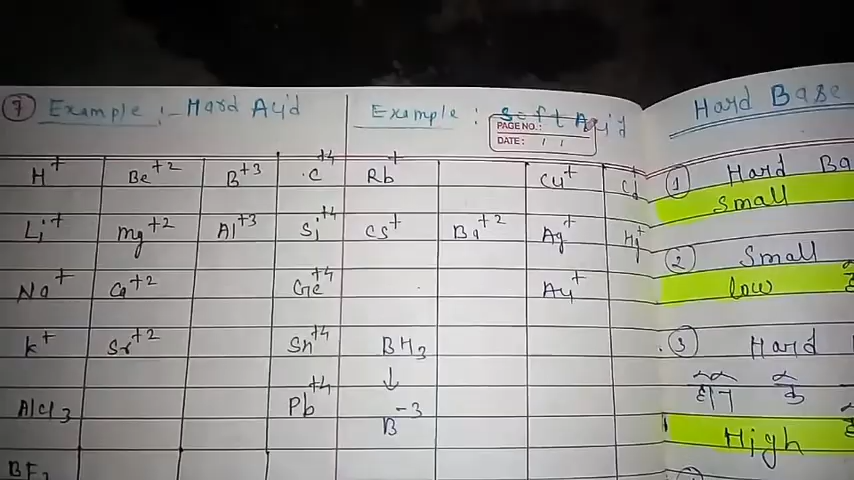 7 Example :- Hard Acid
Example : Soft Acid
PAGE NO.:
DATE: / /
H+ Be+2 B+3 C+4 Rb+ Cu+ Cd
Li+ Mg+2 Al+3 Si+4 Cs+ Ba+2 Ag+ Hg+
Na+ Ca+2 Ge+4 Au+
K+ Sr+2 Sn+4 BH3
↓
AlCl3 Pb+4 B-3
BF3
Hard Base
1 Hard Ba
Small
2 Small
low
3 Hard
High